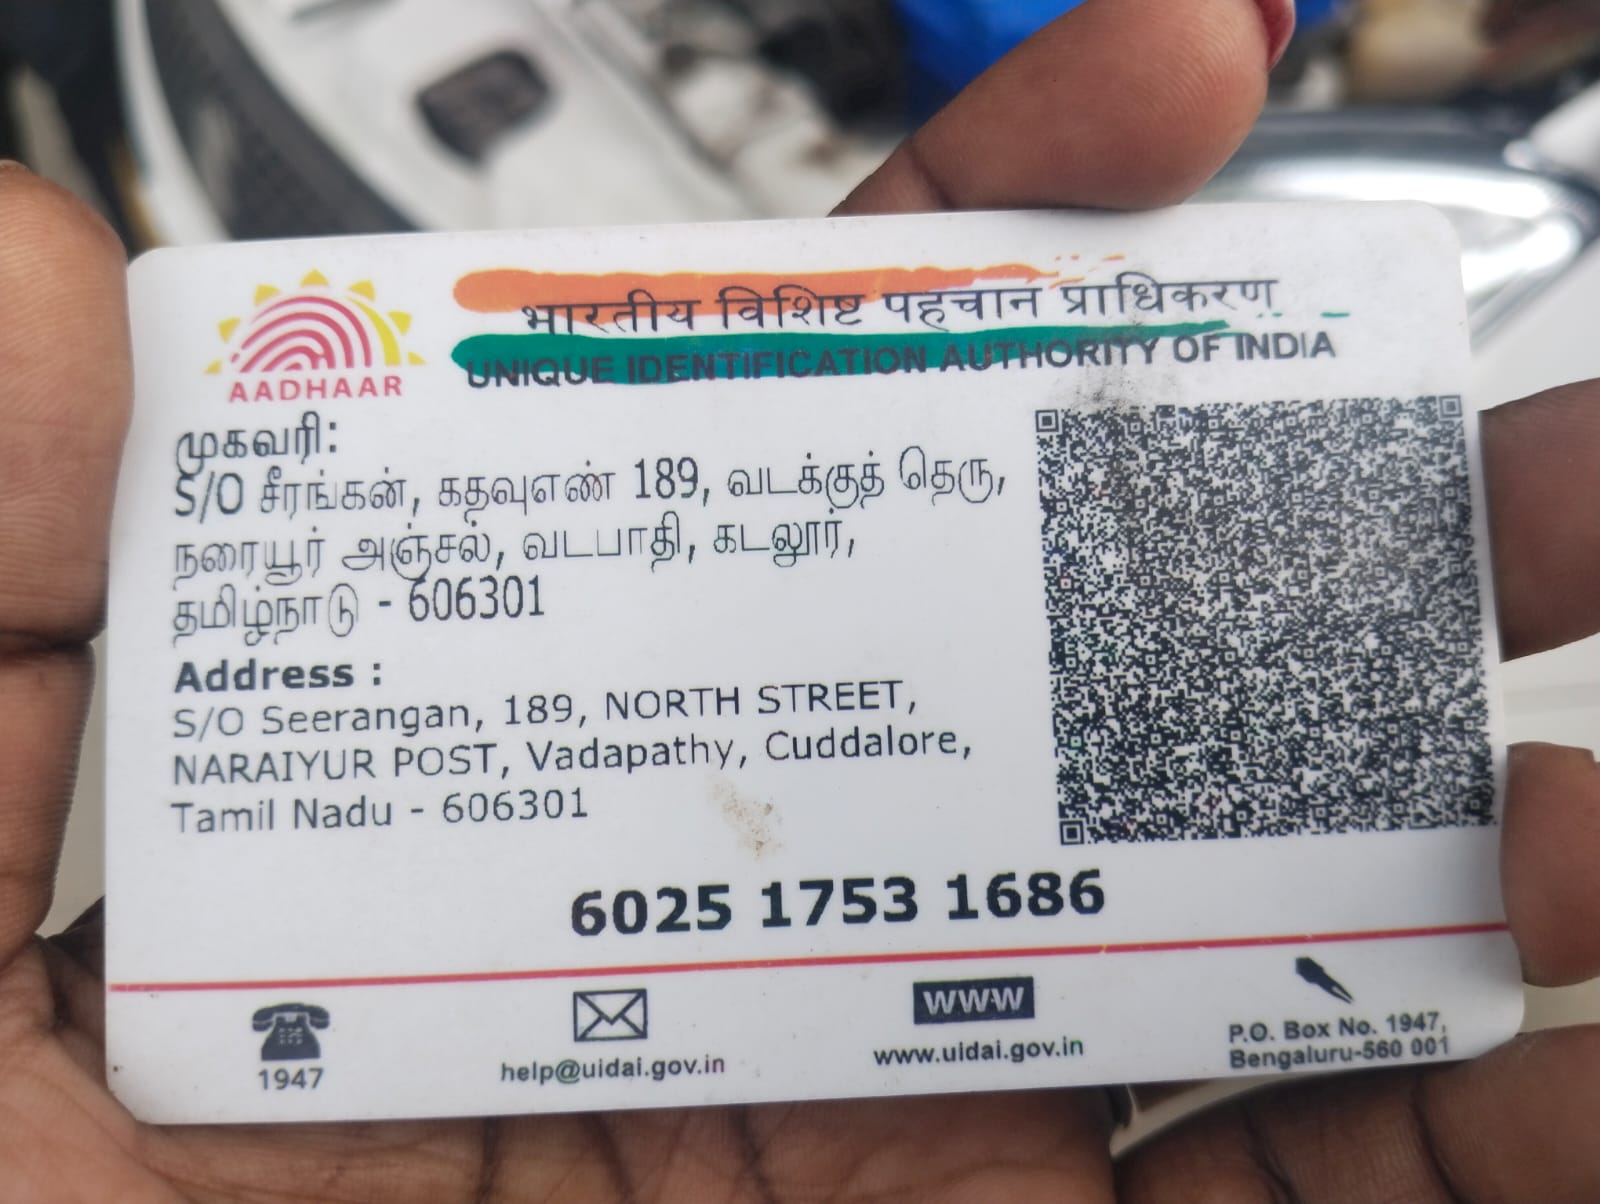 भारतीय विशिष्ट पहचान प्राधिकरण
UNIQUE IDENTIFICATION AUTHORITY OF INDIA
AADHAAR
முகவரி:
S/O சீரங்கன், கதவுஎண் 189, வடக்குத் தெரு,
நரையூர் அஞ்சல், வடபாதி, கடலூர்,
தமிழ்நாடு - 606301
Address :
S/O Seerangan, 189, NORTH STREET,
NARAIYUR POST, Vadapathy, Cuddalore,
Tamil Nadu - 606301
6025 1753 1686
1947
help@uidai.gov.in
WWW
www.uidai.gov.in
P.O. Box No. 1947,
Bengaluru-560 001